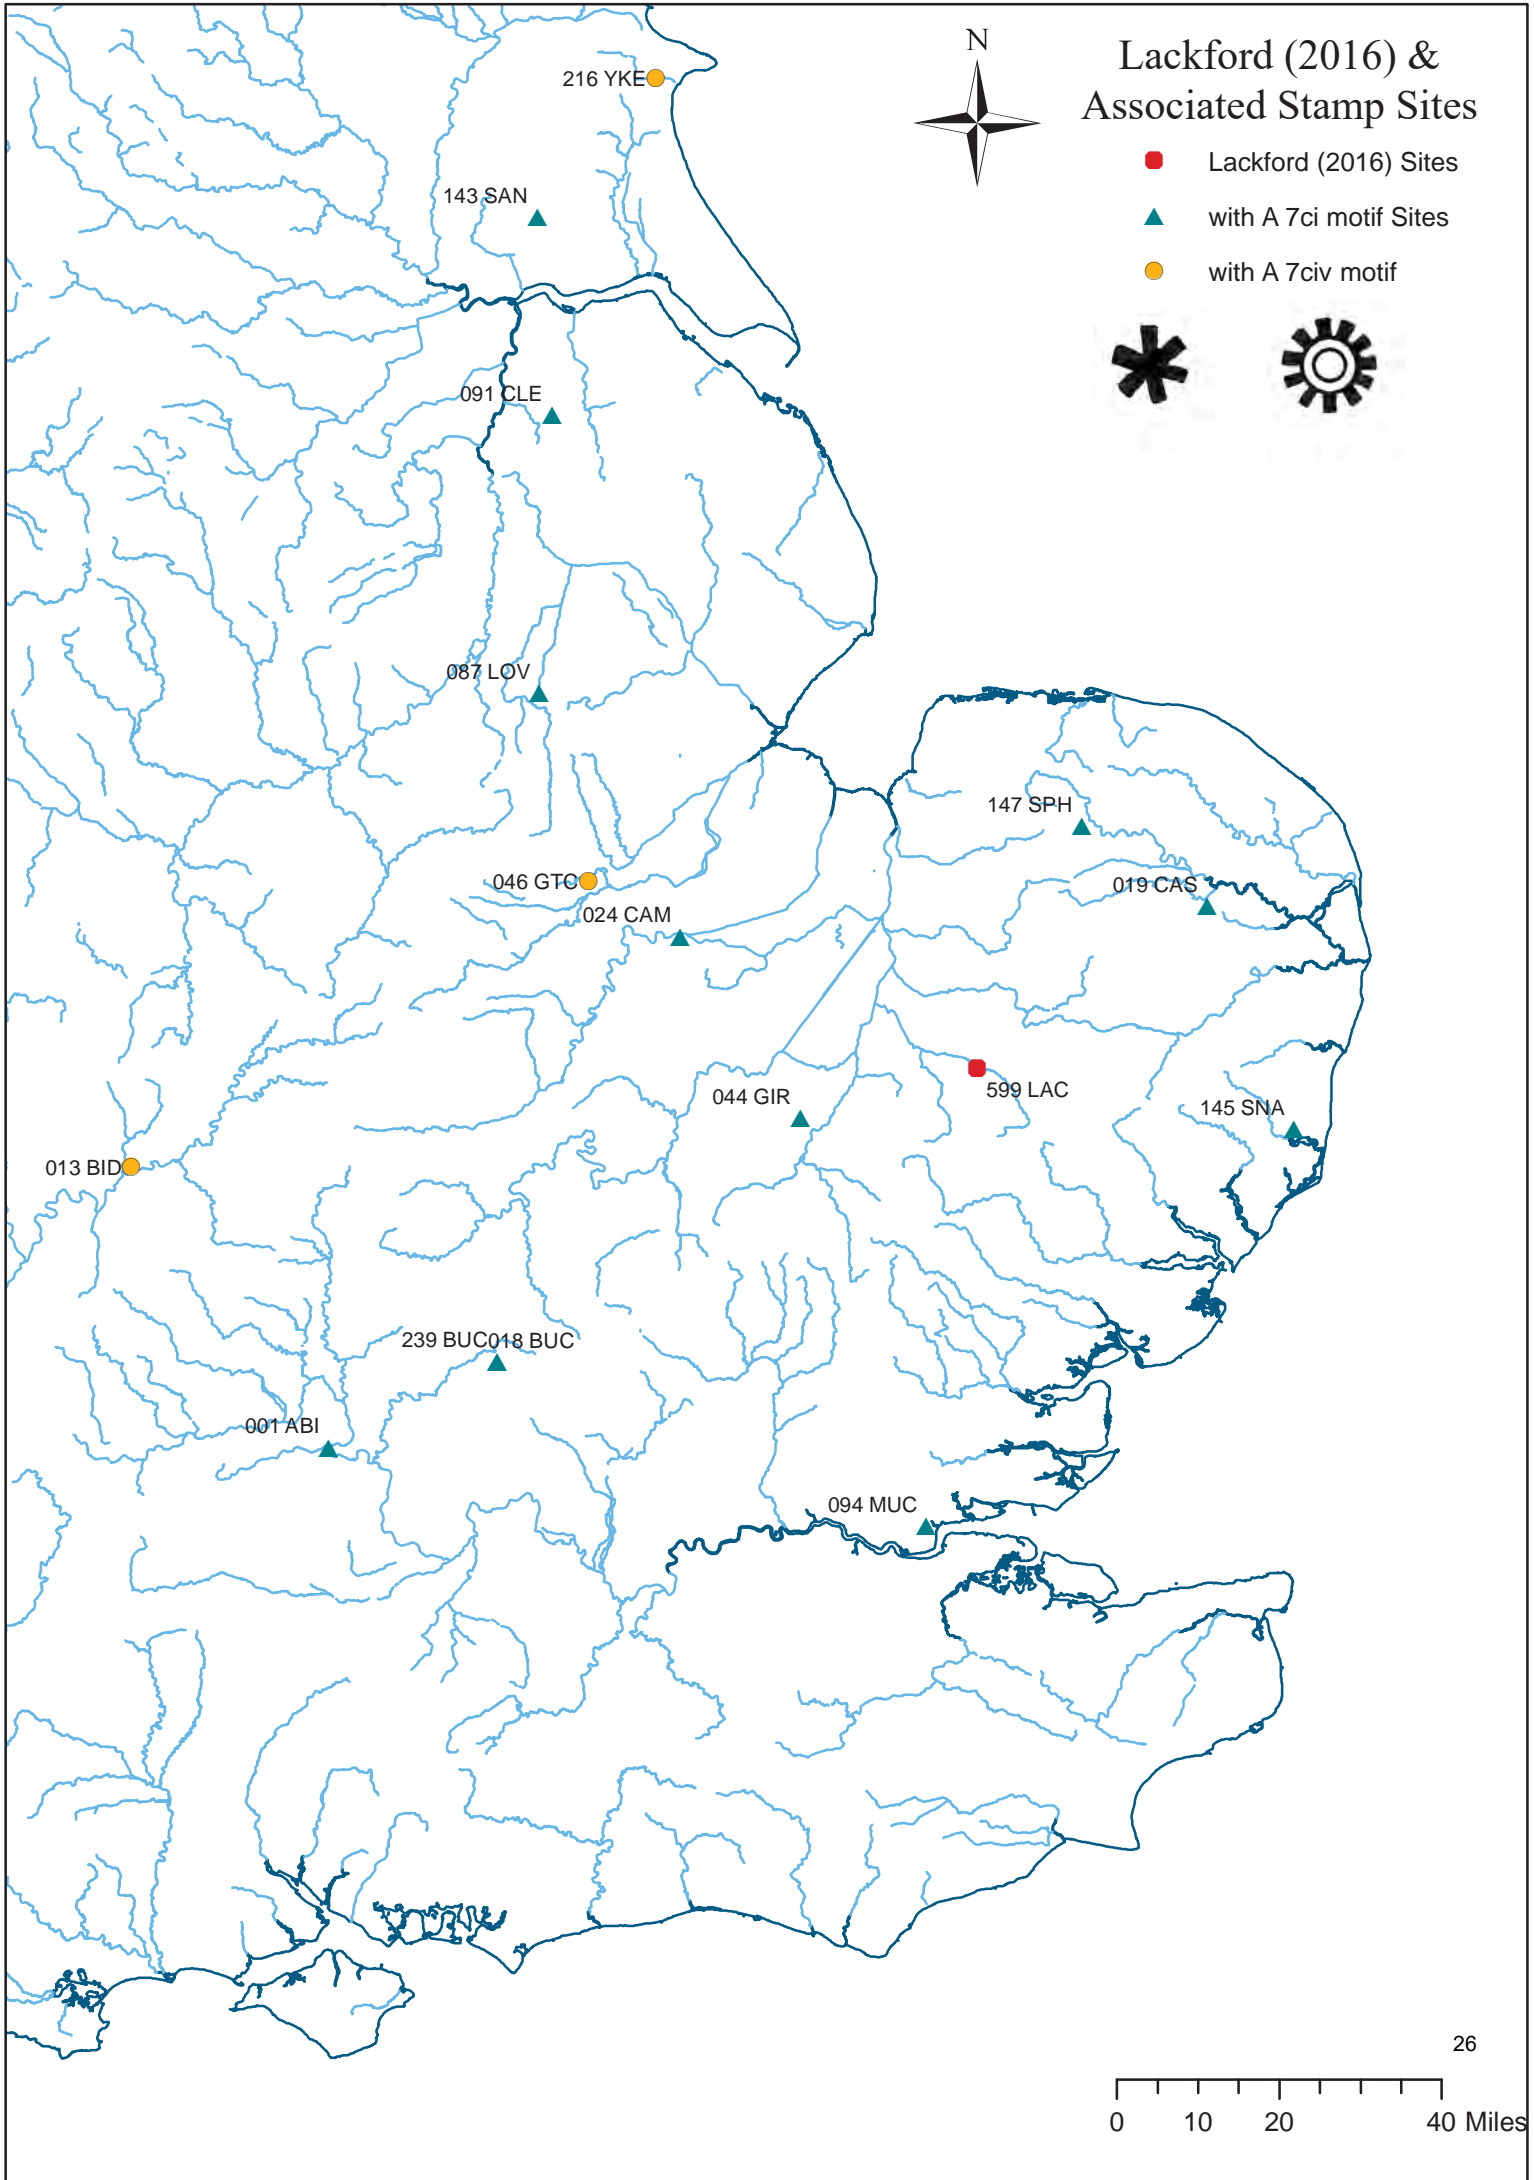 N
Lackford (2016) &
Associated Stamp Sites
Lackford (2016) Sites
with A 7ci motif Sites
with A 7civ motif
216 YKE
143 SAN
091 CLE
087 LOV
147 SPH
019 CAS
046 GTC
024 CAM
599 LAC
044 GIR
145 SNA
013 BID
239 BUC018 BUC
001 ABI
094 MUC
26
0 10 20 40 Miles